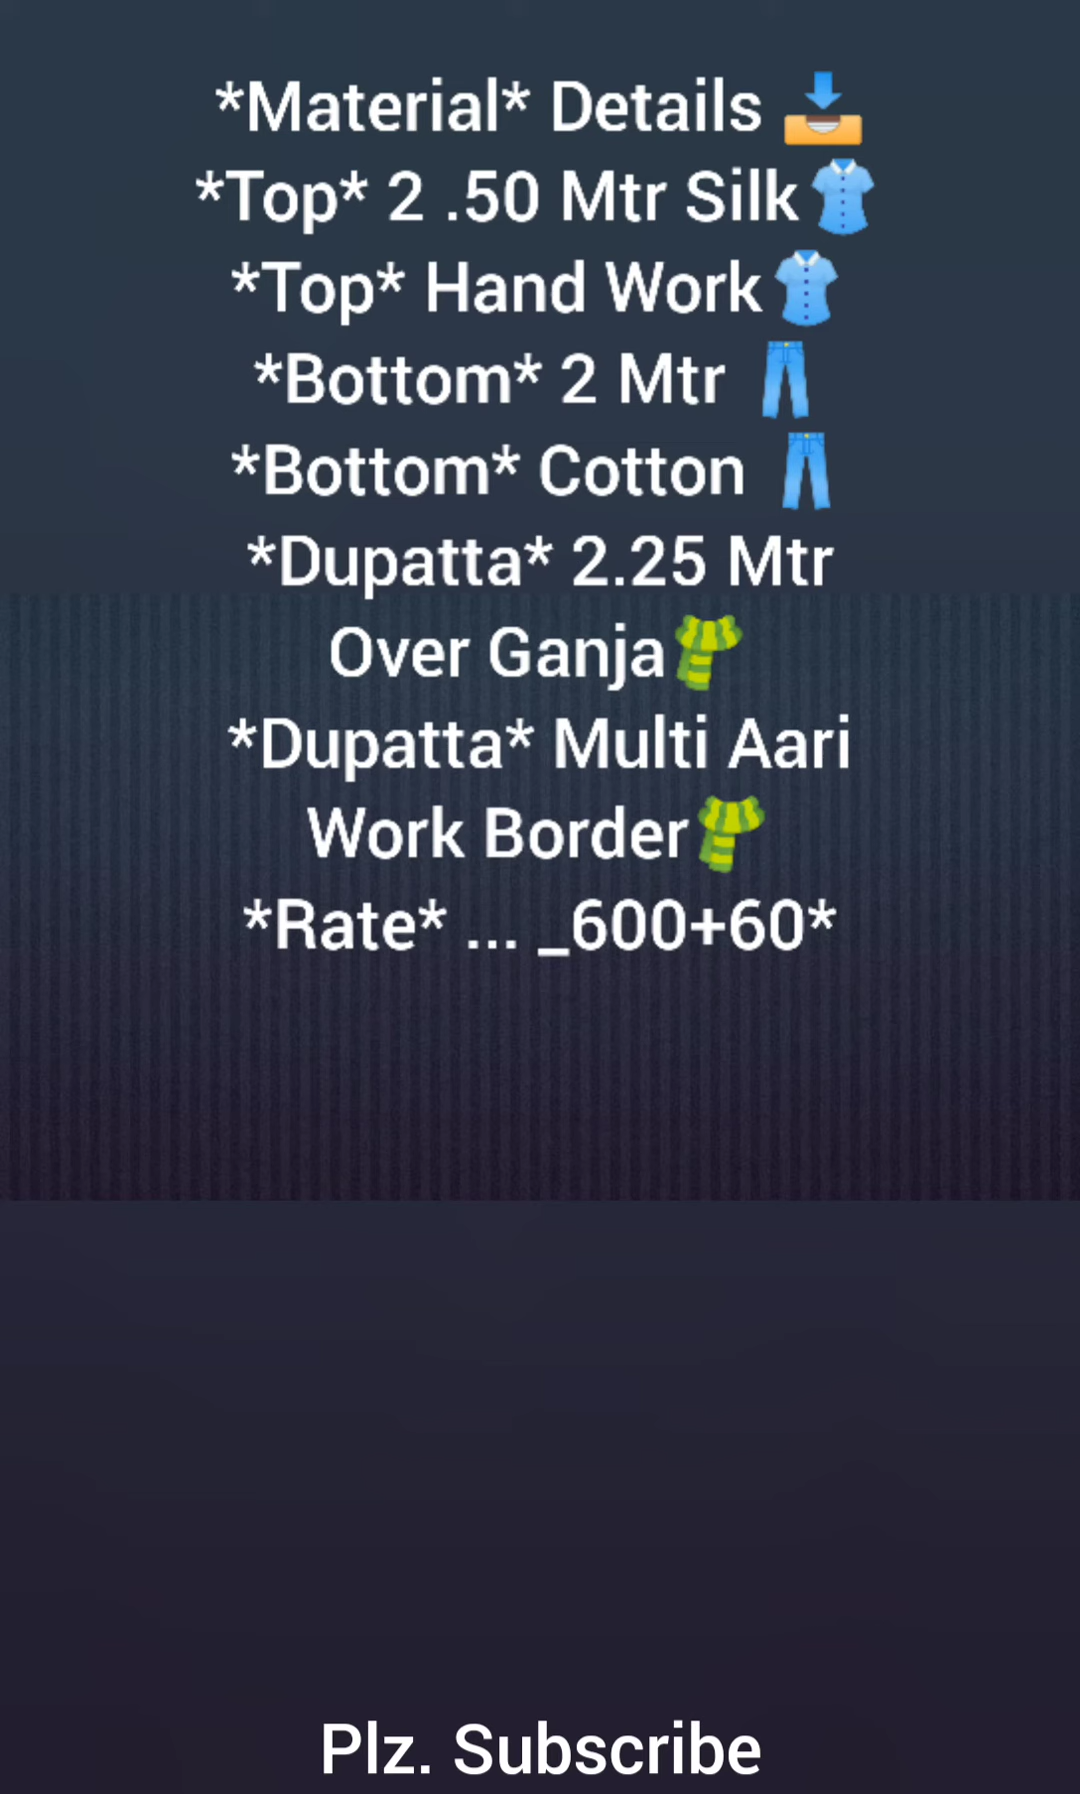 *Material* Details 📥
*Top* 2 .50 Mtr Silk👚
*Top* Hand Work👚
*Bottom* 2 Mtr 👖
*Bottom* Cotton 👖
*Dupatta* 2.25 Mtr
Over Ganja🧣
*Dupatta* Multi Aari
Work Border🧣
*Rate* ... _600+60*
Plz. Subscribe